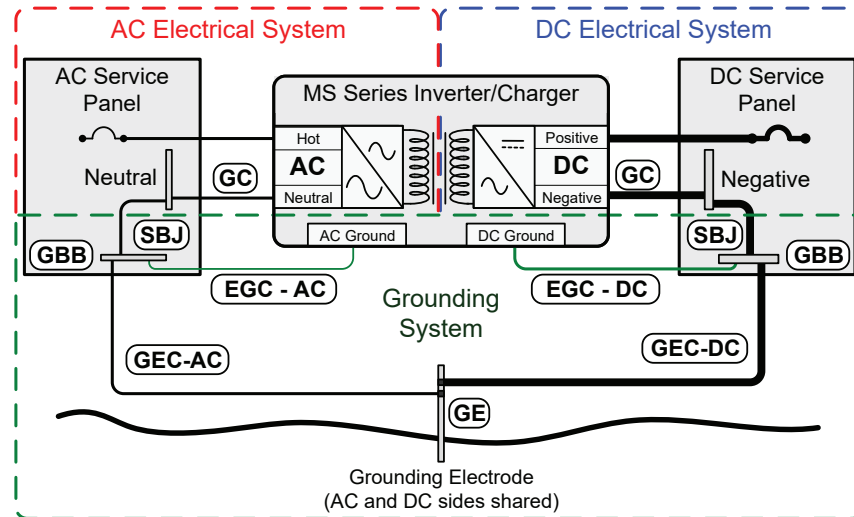 AC Electrical System
DC Electrical System
AC Service
Panel
MS Series Inverter/Charger
DC Service
Panel
Hot
AC
Neutral
Positive
DC
Negative
Neutral
GC
GC
Negative
SBJ
SBJ
GBB
GBB
AC Ground
DC Ground
EGC - AC
EGC - DC
Grounding
System
GEC-AC
GEC-DC
GE
Grounding Electrode
(AC and DC sides shared)